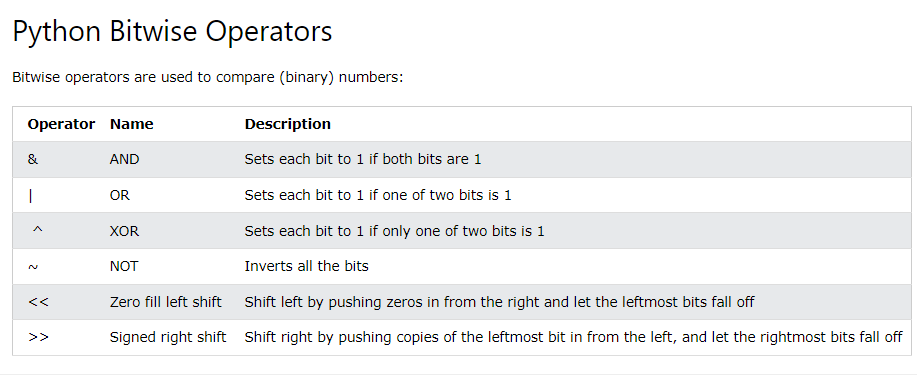 Python Bitwise Operators
Bitwise operators are used to compare (binary) numbers:
Operator Name Description
& AND Sets each bit to 1 if both bits are 1
| OR Sets each bit to 1 if one of two bits is 1
^ XOR Sets each bit to 1 if only one of two bits is 1
~ NOT Inverts all the bits
<< Zero fill left shift Shift left by pushing zeros in from the right and let the leftmost bits fall off
>> Signed right shift Shift right by pushing copies of the leftmost bit in from the left, and let the rightmost bits fall off